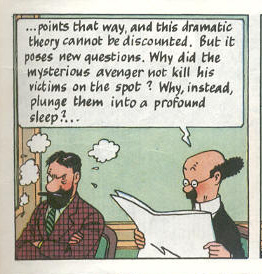 ...points that way, and this dramatic
theory cannot be discounted. But it
poses new questions. Why did the
mysterious avenger not kill his
victims on the spot? Why, instead,
plunge them into a profound
sleep?...